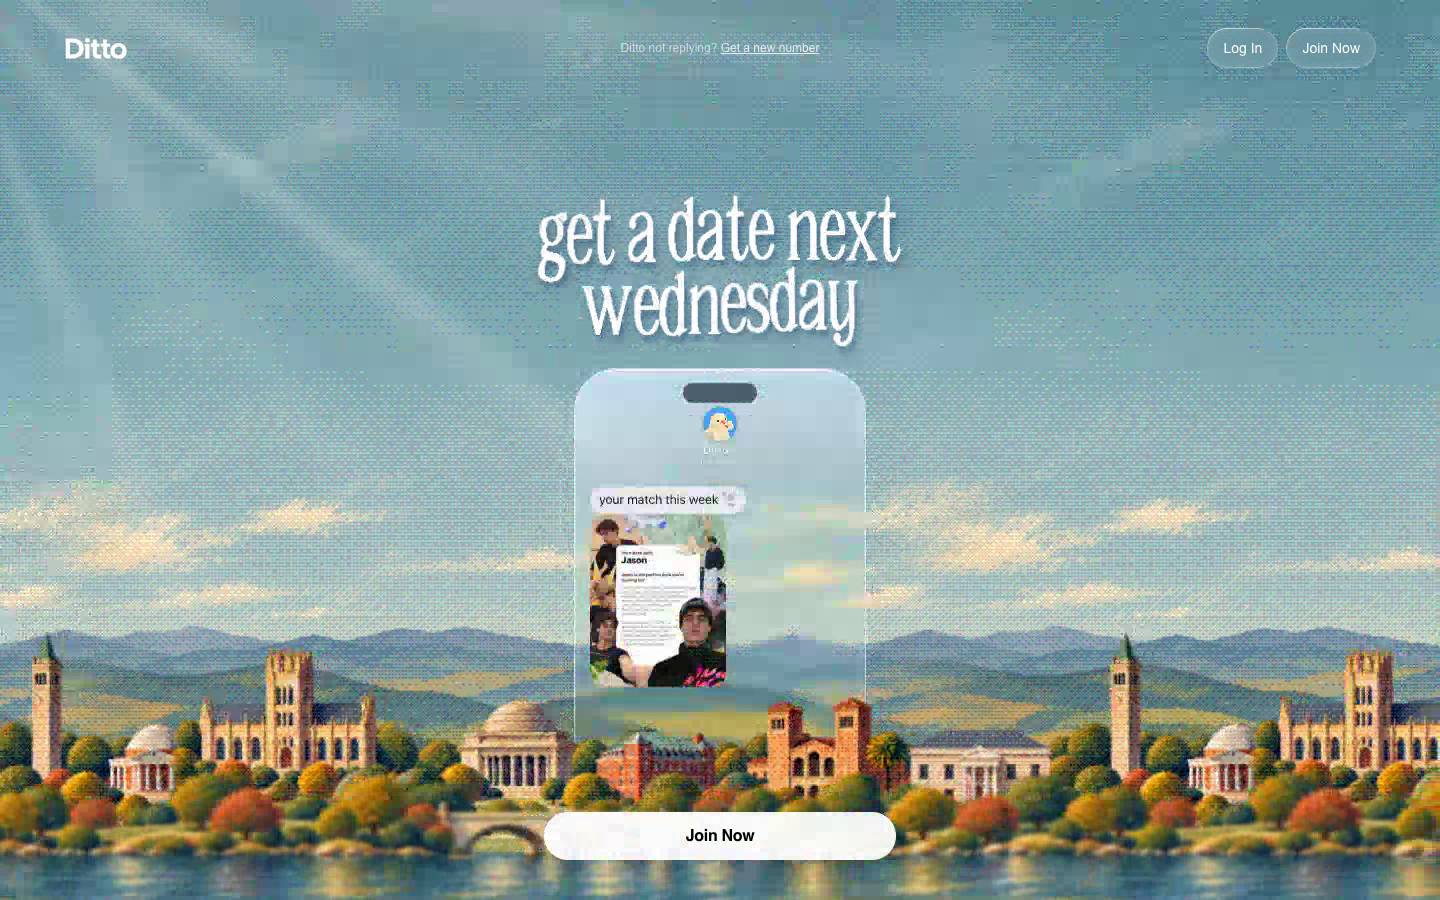 Ditto
Ditto not replying? Get a new number
Log In
Join Now
get a date next
wednesday
Ditto
your match this week
Jason
Join Now